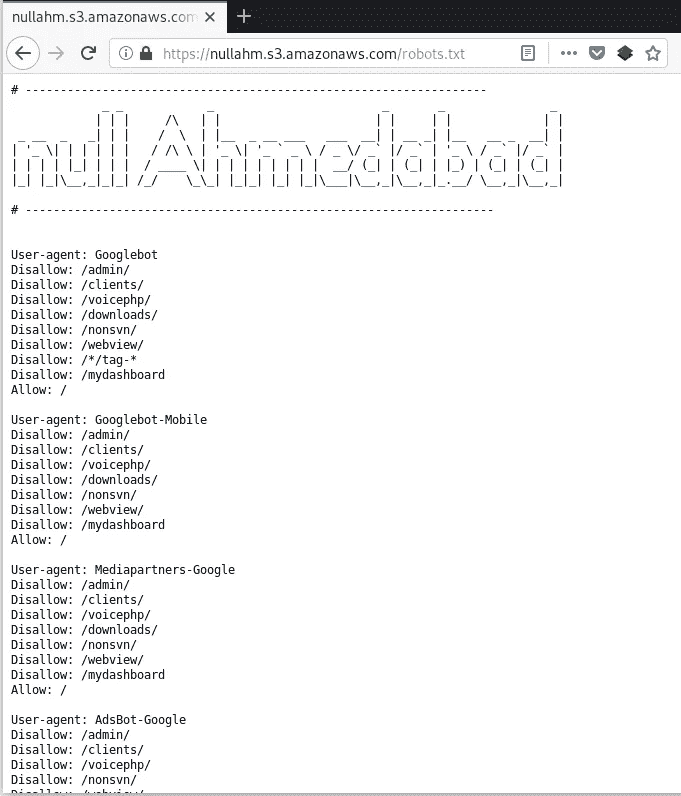 nullahm.s3.amazonaws.com
https://nullahm.s3.amazonaws.com/robots.txt
# ------------------------------------------------------------------
null Ahmedabad
# -------------------------------------------------------------------
User-agent: Googlebot
Disallow: /admin/
Disallow: /clients/
Disallow: /voicephp/
Disallow: /downloads/
Disallow: /nonsvn/
Disallow: /webview/
Disallow: /*/tag-*
Disallow: /mydashboard
Allow: /
User-agent: Googlebot-Mobile
Disallow: /admin/
Disallow: /clients/
Disallow: /voicephp/
Disallow: /downloads/
Disallow: /nonsvn/
Disallow: /webview/
Disallow: /mydashboard
Allow: /
User-agent: Mediapartners-Google
Disallow: /admin/
Disallow: /clients/
Disallow: /voicephp/
Disallow: /downloads/
Disallow: /nonsvn/
Disallow: /webview/
Disallow: /mydashboard
Allow: /
User-agent: AdsBot-Google
Disallow: /admin/
Disallow: /clients/
Disallow: /voicephp/
Disallow: /nonsvn/
Disallow: /webview/